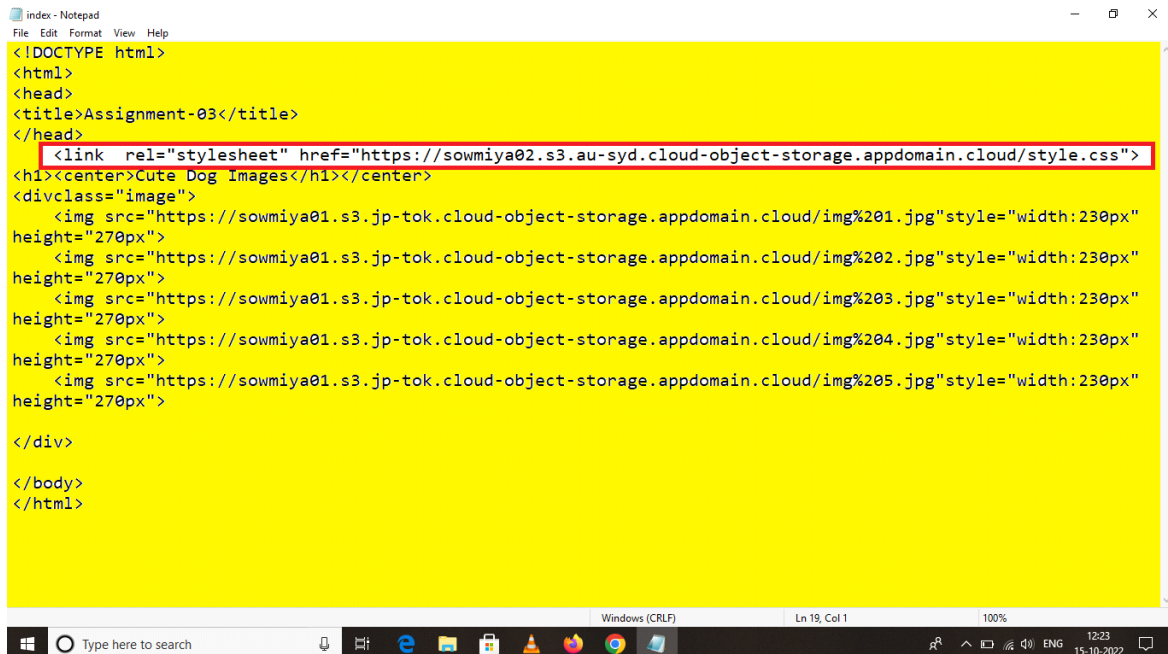 index - Notepad
File Edit Format View Help
<!DOCTYPE html>
<html>
<head>
<title>Assignment-03</title>
</head>
    <link  rel="stylesheet" href="https://sowmiya02.s3.au-syd.cloud-object-storage.appdomain.cloud/style.css">
<h1><center>Cute Dog Images</h1></center>
<divclass="image">
    <img src="https://sowmiya01.s3.jp-tok.cloud-object-storage.appdomain.cloud/img%201.jpg"style="width:230px"
height="270px">
    <img src="https://sowmiya01.s3.jp-tok.cloud-object-storage.appdomain.cloud/img%202.jpg"style="width:230px"
height="270px">
    <img src="https://sowmiya01.s3.jp-tok.cloud-object-storage.appdomain.cloud/img%203.jpg"style="width:230px"
height="270px">
    <img src="https://sowmiya01.s3.jp-tok.cloud-object-storage.appdomain.cloud/img%204.jpg"style="width:230px"
height="270px">
    <img src="https://sowmiya01.s3.jp-tok.cloud-object-storage.appdomain.cloud/img%205.jpg"style="width:230px"
height="270px">
</div>
</body>
</html>
Windows (CRLF) Ln 19, Col 1 100%
Type here to search
ENG
12:23
15-10-2022